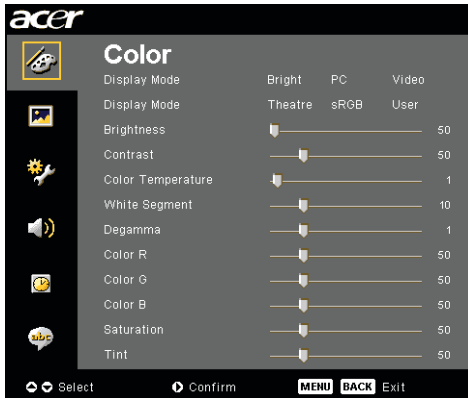 acer
Color
Display Mode Bright PC Video
Display Mode Theatre sRGB User
Brightness 50
Contrast 50
Color Temperature 1
White Segment 10
Degamma 1
Color R 50
Color G 50
Color B 50
Saturation 50
Tint 50
abc
Select Confirm MENU BACK Exit